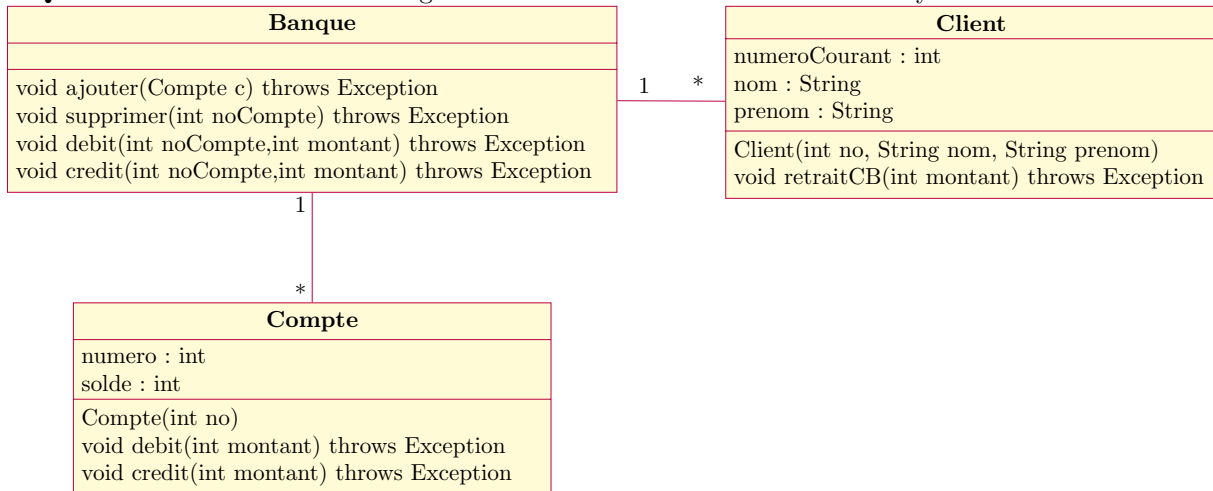 Banque
void ajouter(Compte c) throws Exception
void supprimer(int noCompte) throws Exception
void debit(int noCompte,int montant) throws Exception
void credit(int noCompte,int montant) throws Exception
1
*
Client
numeroCourant : int
nom : String
prenom : String
Client(int no, String nom, String prenom)
void retraitCB(int montant) throws Exception
1
*
Compte
numero : int
solde : int
Compte(int no)
void debit(int montant) throws Exception
void credit(int montant) throws Exception